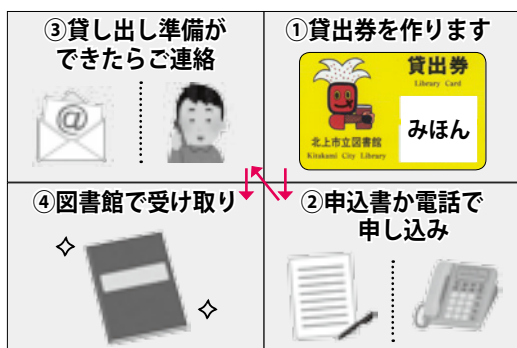 ①貸出券を作ります
貸出券
Library Card
みほん
北上市立図書館
Kitakami City Library
②申込書か電話で
申し込み
③貸し出し準備が
できたらご連絡
@
④図書館で受け取り